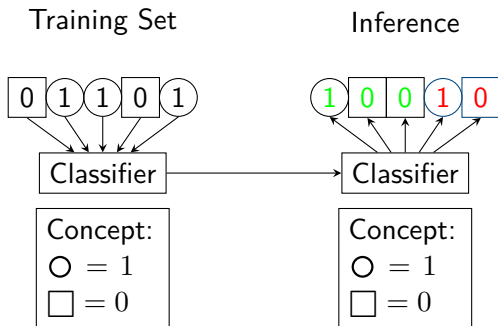 Training Set
Inference
0 1 1 0 1
1 0 0 1 0
Classifier
Classifier
Concept:
= 1
= 0
Concept:
= 1
= 0